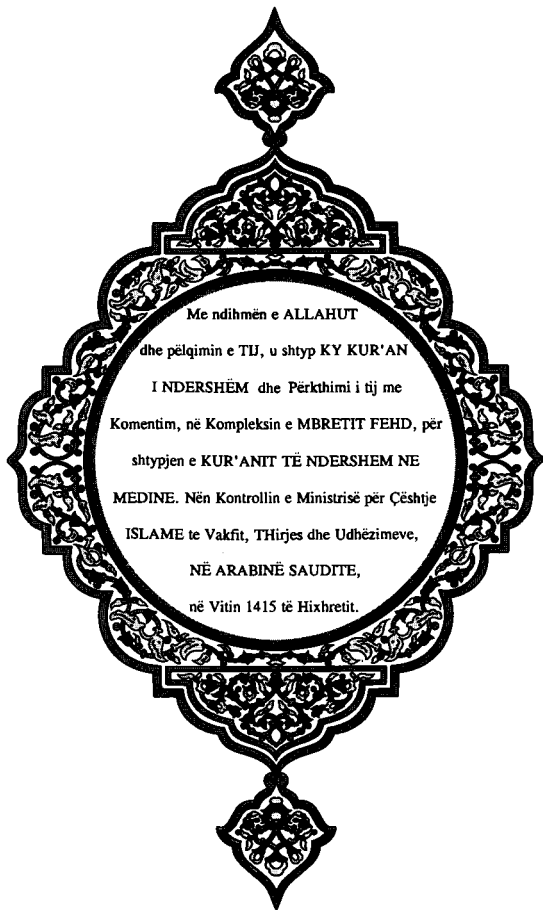 Me ndihmën e ALLAHUT
dhe pëlqimin e TIJ, u shtyp KY KUR'AN
I NDERSHËM dhe Përkthimi i tij me
Komentim, në Kompleksin e MBRETIT FEHD, për
shtypjen e KUR'ANIT TË NDERSHEM NE
MEDINE. Nën Kontrollin e Ministrisë për Çështje
ISLAME te Vakfit, THirjes dhe Udhëzimeve,
NË ARABINË SAUDITE,
në Vitin 1415 të Hixhretit.